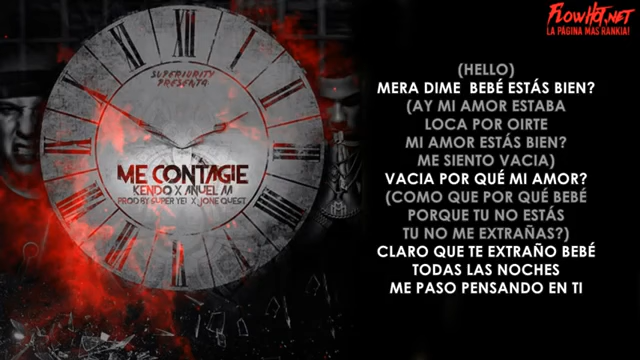 FLOWHOT.NET
LA PÁGINA MAS RANKIA!
SUPERIORITY
PRESENTA
ME CONTAGIE
KENDO X ANUEL AA
PROD BY SUPER YEI X JONE QUEST
(HELLO)
MERA DIME BEBÉ ESTÁS BIEN?
(AY MI AMOR ESTABA
LOCA POR OIRTE
MI AMOR ESTÁS BIEN?
ME SIENTO VACIA)
VACIA POR QUÉ MI AMOR?
(COMO QUE POR QUÉ BEBÉ
PORQUE TU NO ESTÁS
TU NO ME EXTRAÑAS?)
CLARO QUE TE EXTRAÑO BEBÉ
TODAS LAS NOCHES
ME PASO PENSANDO EN TI